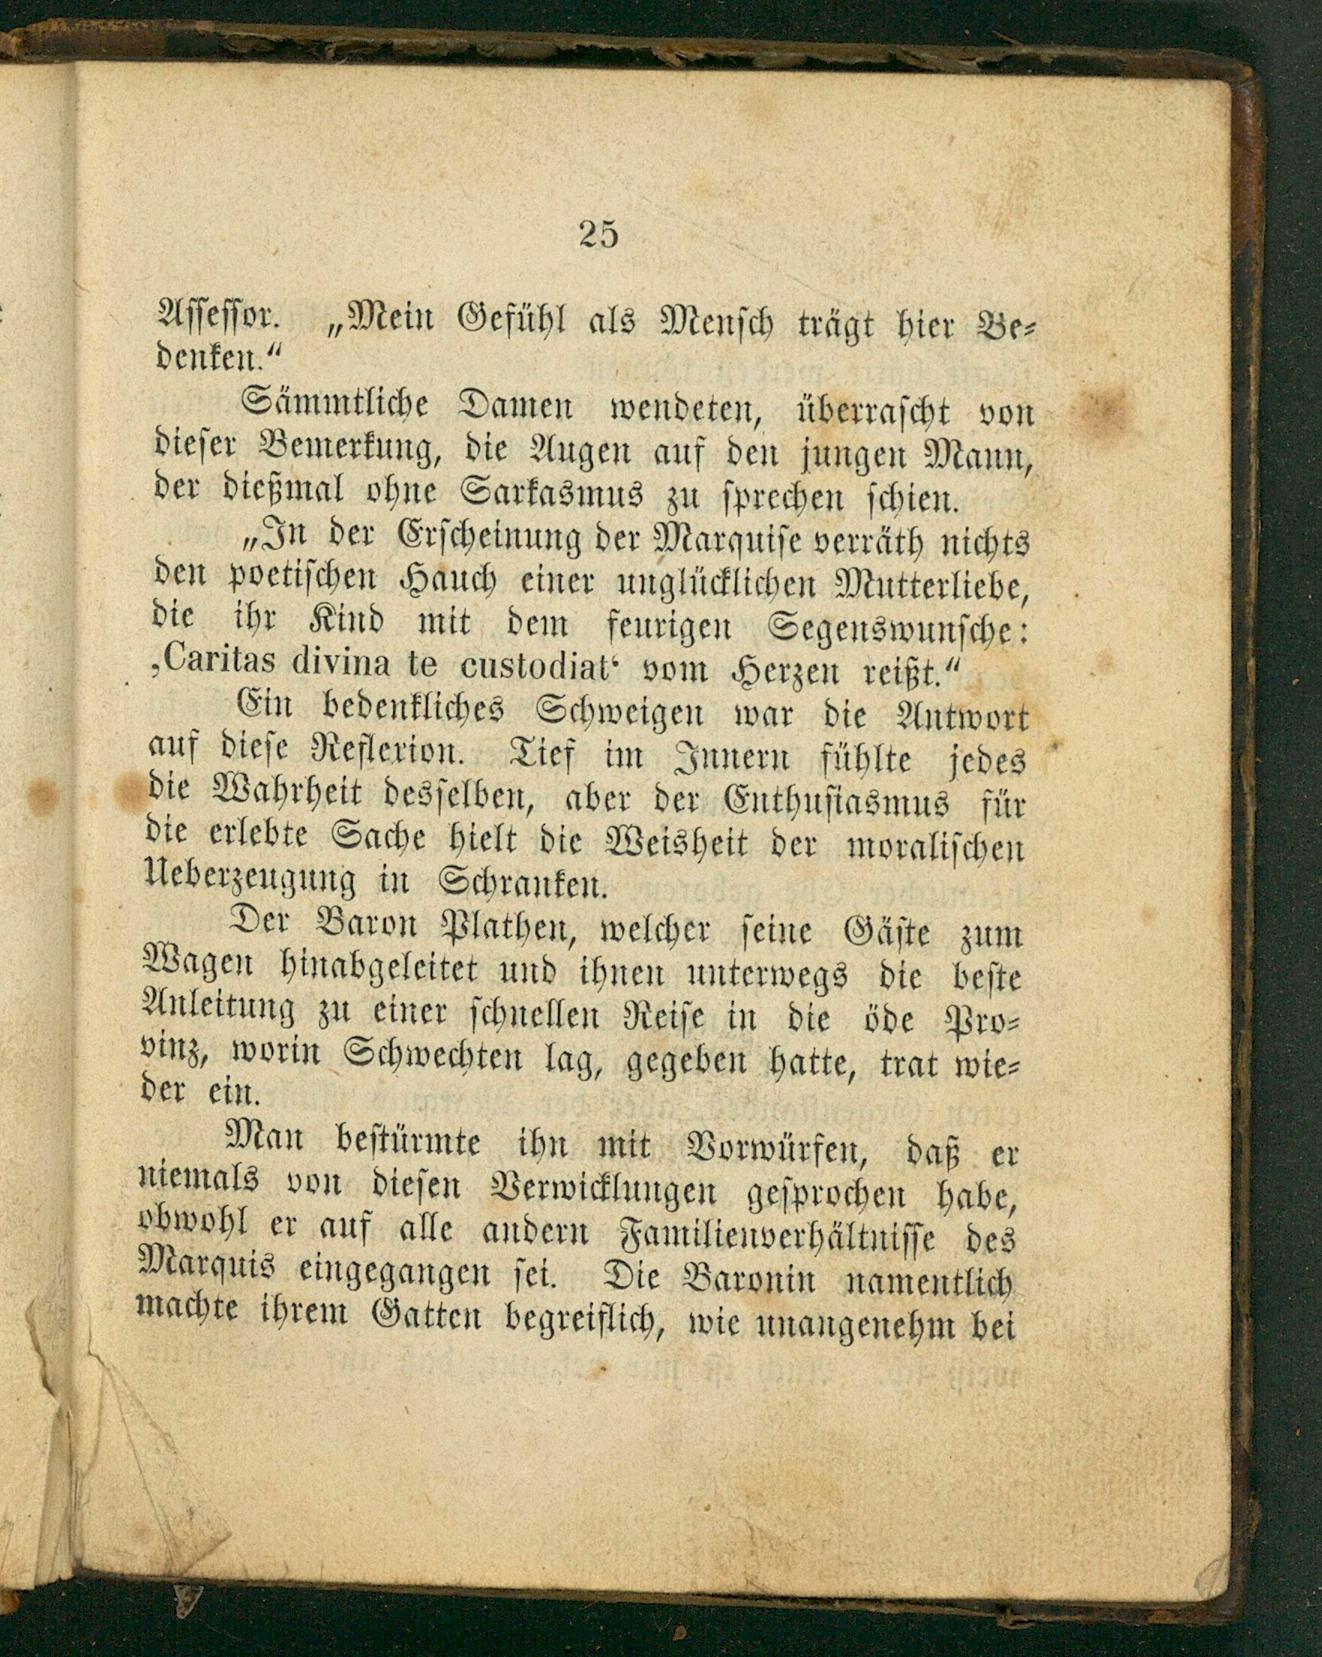 25
Assessor. „Mein Gefühl als Mensch trägt hier Be-
denken.“
Sämmtliche Damen wendeten, überrascht von
dieser Bemerkung, die Augen auf den jungen Mann,
der dießmal ohne Sarkasmus zu sprechen schien.
„In der Erscheinung der Marquise verräth nichts
den poetischen Hauch einer unglücklichen Mutterliebe,
die ihr Kind mit dem feurigen Segenswunsche:
‚Caritas divina te custodiat‘ vom Herzen reißt.“
Ein bedenkliches Schweigen war die Antwort
auf diese Reflexion. Tief im Innern fühlte jedes
die Wahrheit desselben, aber der Enthusiasmus für
die erlebte Sache hielt die Weisheit der moralischen
Ueberzeugung in Schranken.
Der Baron Plathen, welcher seine Gäste zum
Wagen hinabgeleitet und ihnen unterwegs die beste
Anleitung zu einer schnellen Reise in die öde Pro-
vinz, worin Schwechten lag, gegeben hatte, trat wie-
der ein.
Man bestürmte ihn mit Vorwürfen, daß er
niemals von diesen Verwicklungen gesprochen habe,
obwohl er auf alle andern Familienverhältnisse des
Marquis eingegangen sei. Die Baronin namentlich
machte ihrem Gatten begreiflich, wie unangenehm bei